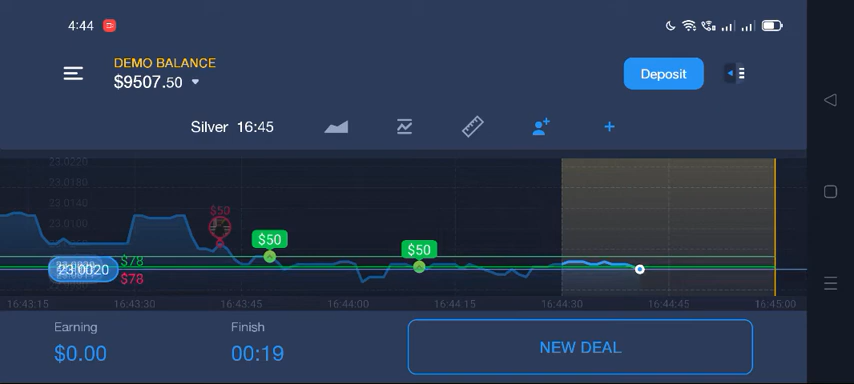 4:44
DEMO BALANCE
$9507.50
Deposit
Silver 16:45
23.0220
23.0180
23.0140
23.0100
$50
$50
$50
23.0020
$78
$78
16:43:15 16:43:30 16:43:45 16:44:00 16:44:15 16:44:30 16:44:45 16:45:00
Earning
$0.00
Finish
00:19
NEW DEAL